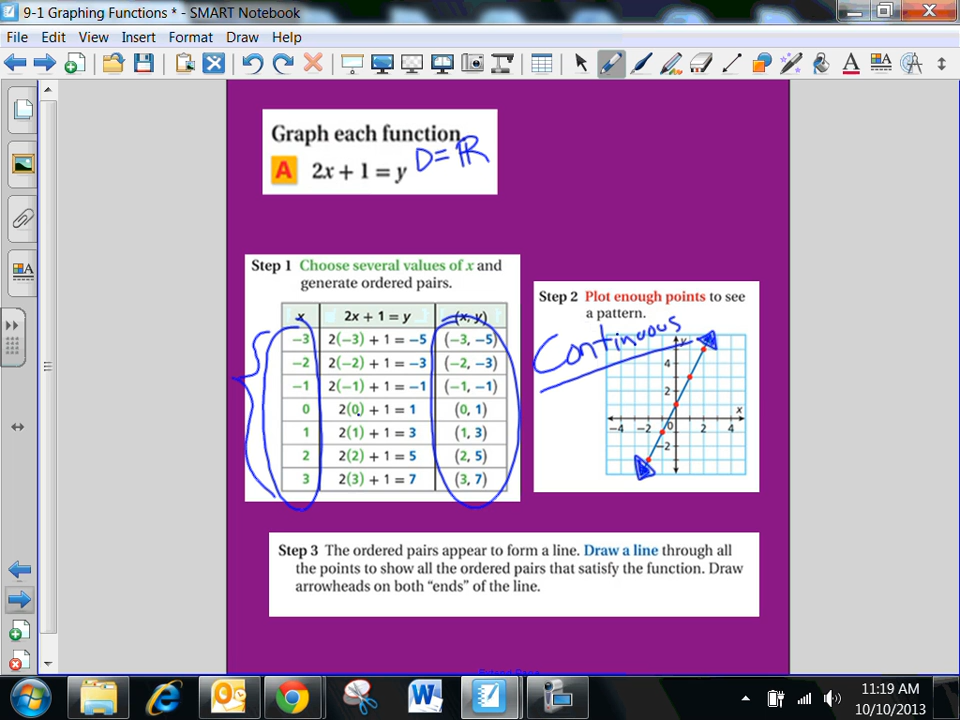 9-1 Graphing Functions * - SMART Notebook
File Edit View Insert Format Draw Help
Graph each function.
D = ℝ
A 2x + 1 = y
Step 1 Choose several values of x and
generate ordered pairs.
x 2x + 1 = y (x, y)
−3 2(−3) + 1 = −5 (−3, −5)
−2 2(−2) + 1 = −3 (−2, −3)
−1 2(−1) + 1 = −1 (−1, −1)
0 2(0) + 1 = 1 (0, 1)
1 2(1) + 1 = 3 (1, 3)
2 2(2) + 1 = 5 (2, 5)
3 2(3) + 1 = 7 (3, 7)
Step 2 Plot enough points to see
a pattern.
Continuous
y
4
2
x
−4 −2 0 2 4
−2
Step 3 The ordered pairs appear to form a line. Draw a line through all
the points to show all the ordered pairs that satisfy the function. Draw
arrowheads on both “ends” of the line.
Extend Page
11:19 AM
10/10/2013